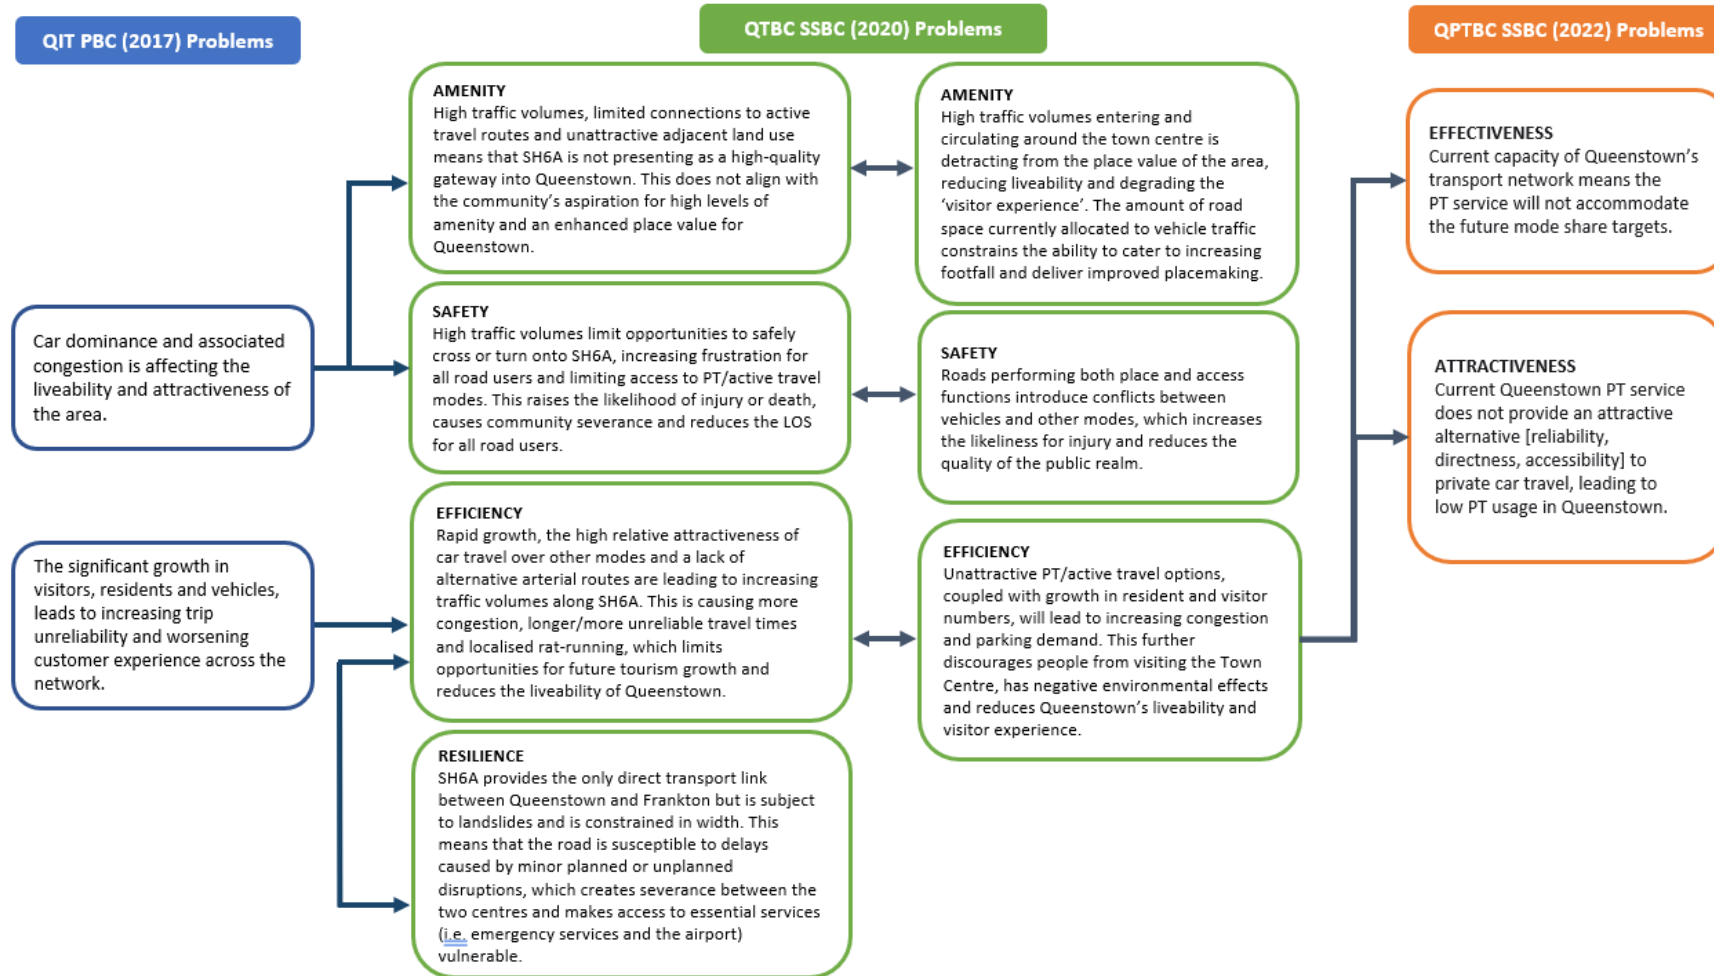 QIT PBC (2017) Problems
QTBC SSBC (2020) Problems
QPTBC SSBC (2022) Problems
Car dominance and associated
congestion is affecting the
liveability and attractiveness of
the area.
The significant growth in
visitors, residents and vehicles,
leads to increasing trip
unreliability and worsening
customer experience across the
network.
AMENITY
High traffic volumes, limited connections to active
travel routes and unattractive adjacent land use
means that SH6A is not presenting as a high-quality
gateway into Queenstown. This does not align with
the community's aspiration for high levels of
amenity and an enhanced place value for
Queenstown.
SAFETY
High traffic volumes limit opportunities to safely
cross or turn onto SH6A, increasing frustration for
all road users and limiting access to PT/active travel
modes. This raises the likelihood of injury or death,
causes community severance and reduces the LOS
for all road users.
EFFICIENCY
Rapid growth, the high relative attractiveness of
car travel over other modes and a lack of
alternative arterial routes are leading to increasing
traffic volumes along SH6A. This is causing more
congestion, longer/more unreliable travel times
and localised rat-running, which limits
opportunities for future tourism growth and
reduces the liveability of Queenstown.
RESILIENCE
SH6A provides the only direct transport link
between Queenstown and Frankton but is subject
to landslides and is constrained in width. This
means that the road is susceptible to delays
caused by minor planned or unplanned
disruptions, which creates severance between the
two centres and makes access to essential services
(i.e. emergency services and the airport)
vulnerable.
AMENITY
High traffic volumes entering and
circulating around the town centre is
detracting from the place value of the area,
reducing liveability and degrading the
'visitor experience'. The amount of road
space currently allocated to vehicle traffic
constrains the ability to cater to increasing
footfall and deliver improved placemaking.
SAFETY
Roads performing both place and access
functions introduce conflicts between
vehicles and other modes, which increases
the likeliness for injury and reduces the
quality of the public realm.
EFFICIENCY
Unattractive PT/active travel options,
coupled with growth in resident and visitor
numbers, will lead to increasing congestion
and parking demand. This further
discourages people from visiting the Town
Centre, has negative environmental effects
and reduces Queenstown's liveability and
visitor experience.
EFFECTIVENESS
Current capacity of Queenstown's
transport network means the
PT service will not accommodate
the future mode share targets.
ATTRACTIVENESS
Current Queenstown PT service
does not provide an attractive
alternative [reliability,
directness, accessibility] to
private car travel, leading to
low PT usage in Queenstown.